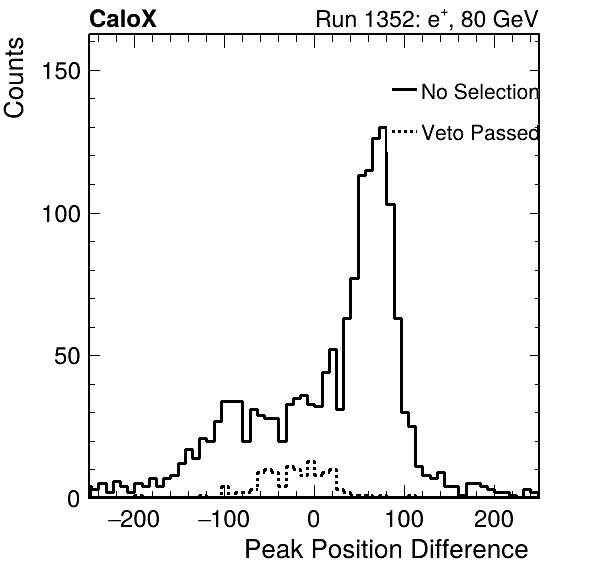 CaloX Run 1352: e⁺, 80 GeV
Counts
150
100
50
0
No Selection
Veto Passed
−200 −100 0 100 200
Peak Position Difference